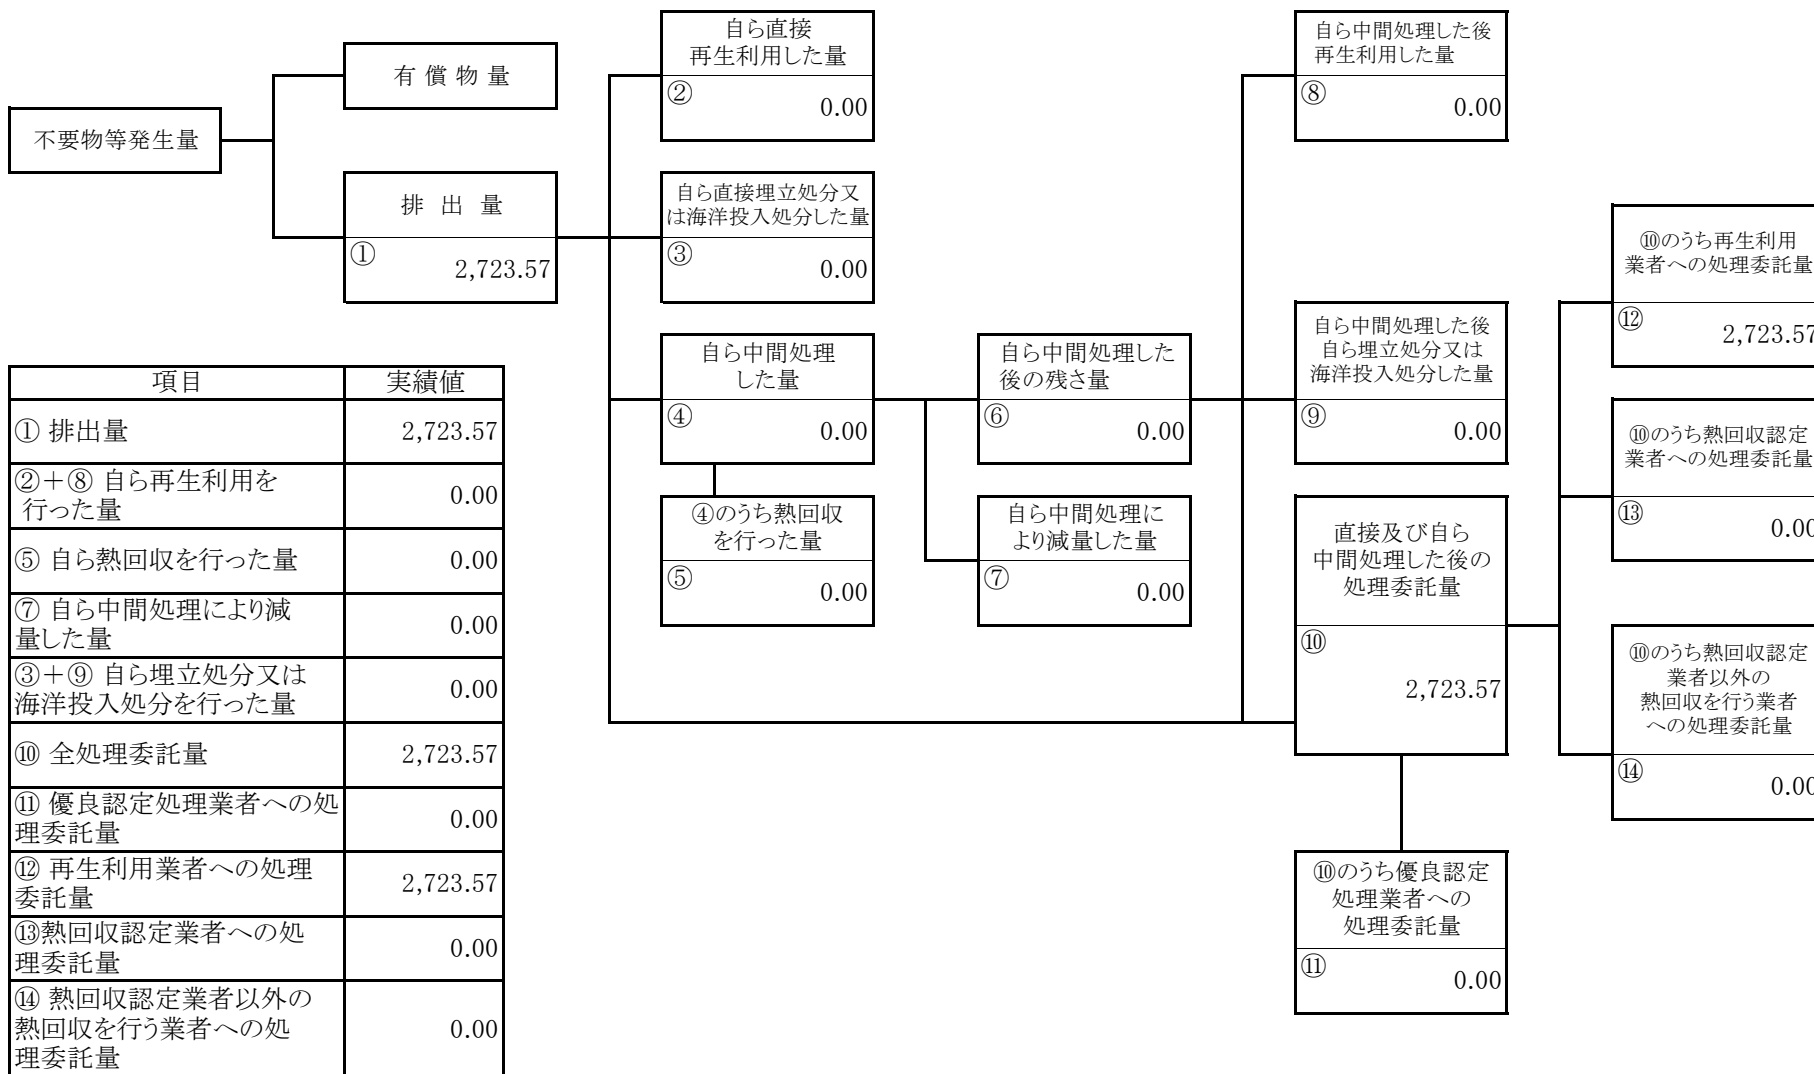 不要物等発生量
有 償 物 量
排 出 量
①
2,723.57
自ら直接
再生利用した量
②
0.00
自ら直接埋立処分又
は海洋投入処分した量
③
0.00
自ら中間処理
した量
④
0.00
④のうち熱回収
を行った量
⑤
0.00
自ら中間処理した
後の残さ量
⑥
0.00
自ら中間処理に
より減量した量
⑦
0.00
自ら中間処理した後
再生利用した量
⑧
0.00
自ら中間処理した後
自ら埋立処分又は
海洋投入処分した量
⑨
0.00
直接及び自ら
中間処理した後の
処理委託量
⑩
2,723.57
⑩のうち優良認定
処理業者への
処理委託量
⑪
0.00
⑩のうち再生利用
業者への処理委託量
⑫
2,723.57
⑩のうち熱回収認定
業者への処理委託量
⑬
0.00
⑩のうち熱回収認定
業者以外の
熱回収を行う業者
への処理委託量
⑭
0.00
項目 実績値
① 排出量 2,723.57
②＋⑧ 自ら再生利用を
行った量 0.00
⑤ 自ら熱回収を行った量 0.00
⑦ 自ら中間処理により減
量した量 0.00
③＋⑨ 自ら埋立処分又は
海洋投入処分を行った量 0.00
⑩ 全処理委託量 2,723.57
⑪ 優良認定処理業者への処
理委託量 0.00
⑫ 再生利用業者への処理
委託量 2,723.57
⑬熱回収認定業者への処
理委託量 0.00
⑭ 熱回収認定業者以外の
熱回収を行う業者への処
理委託量 0.00